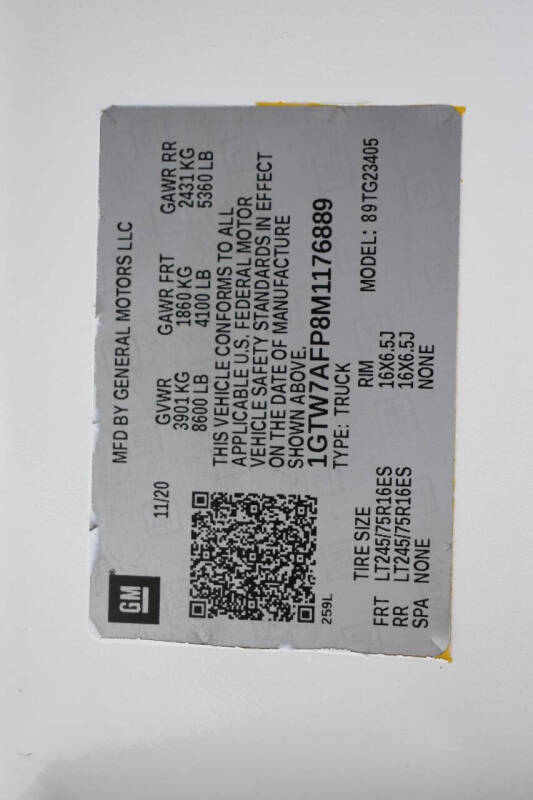 GM
MFD BY GENERAL MOTORS LLC
11/20
GVWR GAWR FRT GAWR RR
3901 KG 1860 KG 2431 KG
8600 LB 4100 LB 5360 LB
THIS VEHICLE CONFORMS TO ALL
APPLICABLE U.S. FEDERAL MOTOR
VEHICLE SAFETY STANDARDS IN EFFECT
ON THE DATE OF MANUFACTURE
SHOWN ABOVE.
1GTW7AFP8M1176889
259L
TYPE: TRUCK
TIRE SIZE RIM MODEL: 89TG23405
FRT LT245/75R16ES 16X6.5J
RR LT245/75R16ES 16X6.5J
SPA NONE NONE